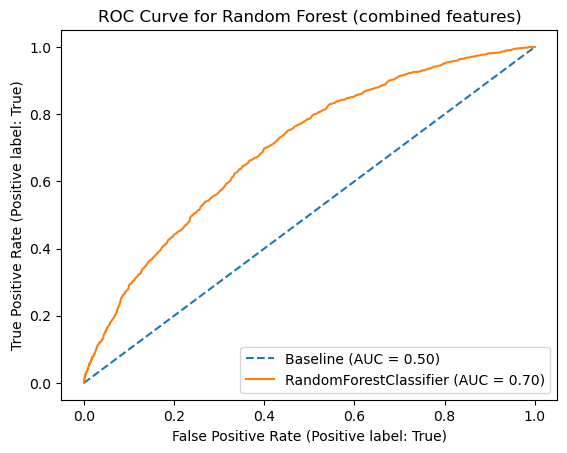 ROC Curve for Random Forest (combined features)
True Positive Rate (Positive label: True)
1.0
0.8
0.6
0.4
0.2
0.0
Baseline (AUC = 0.50)
RandomForestClassifier (AUC = 0.70)
0.0 0.2 0.4 0.6 0.8 1.0
False Positive Rate (Positive label: True)